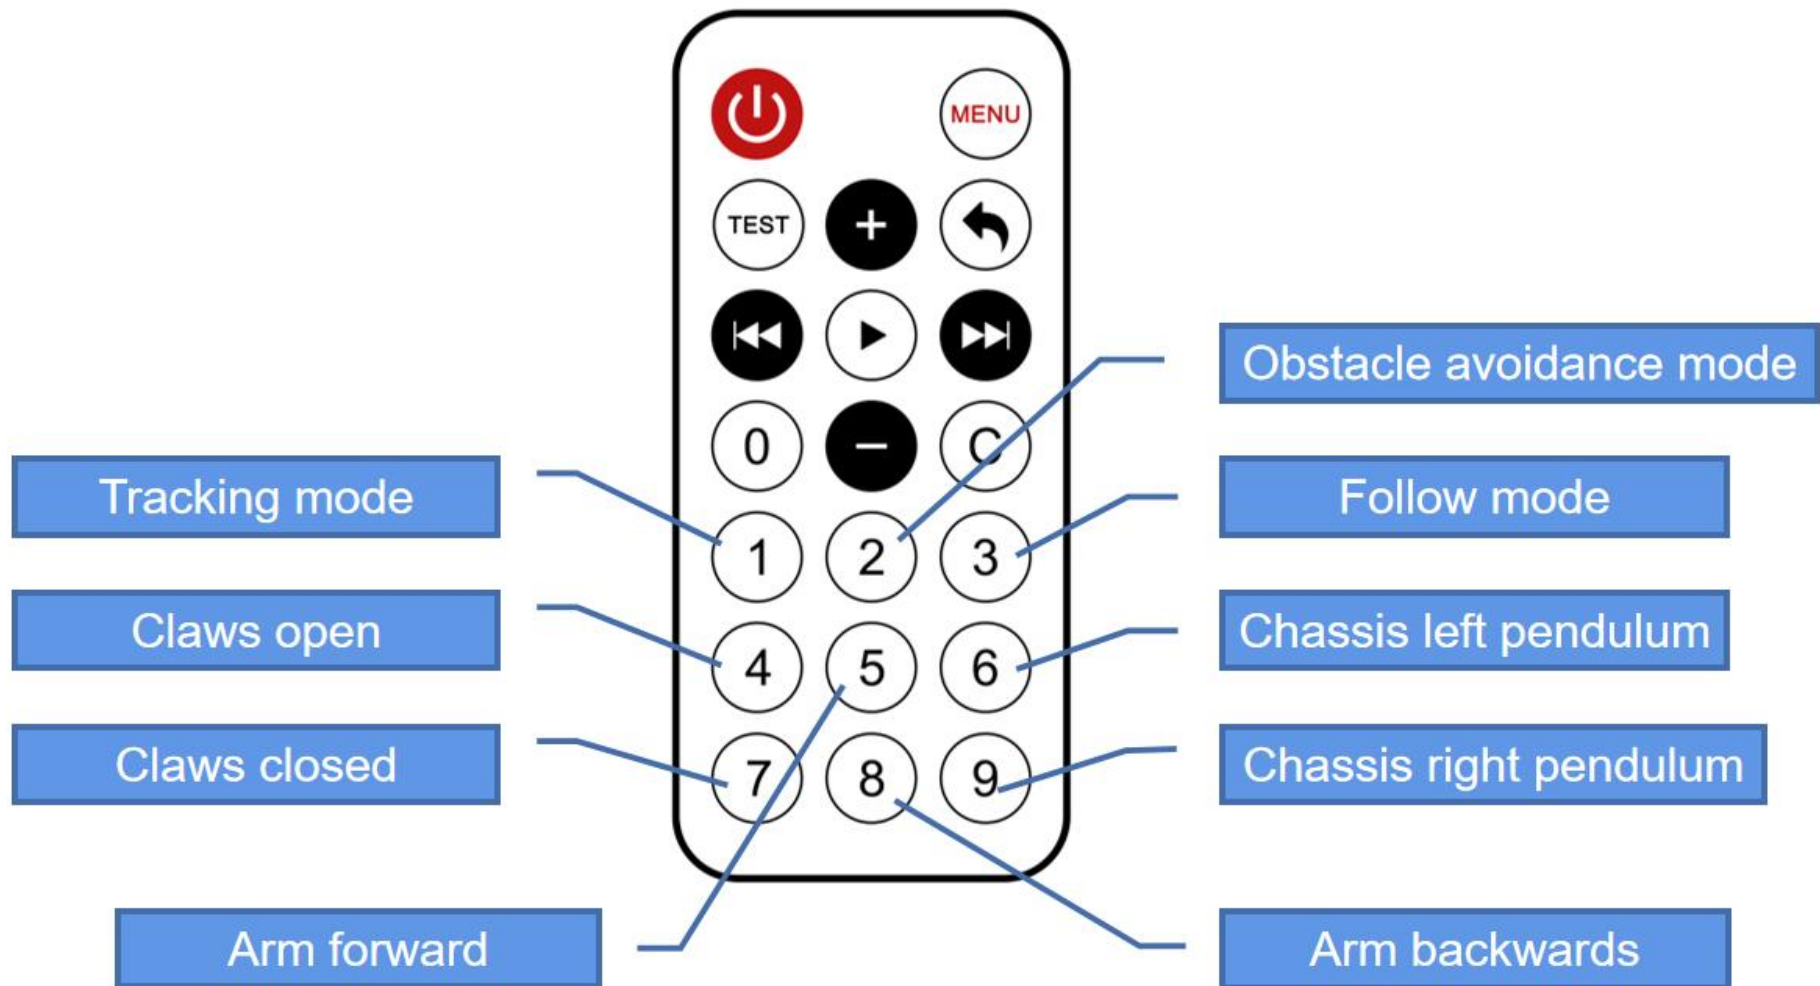 MENU
TEST
+
0
−
C
Obstacle avoidance mode
Tracking mode
Follow mode
1
2
3
Claws open
Chassis left pendulum
4
5
6
Claws closed
Chassis right pendulum
7
8
9
Arm forward
Arm backwards